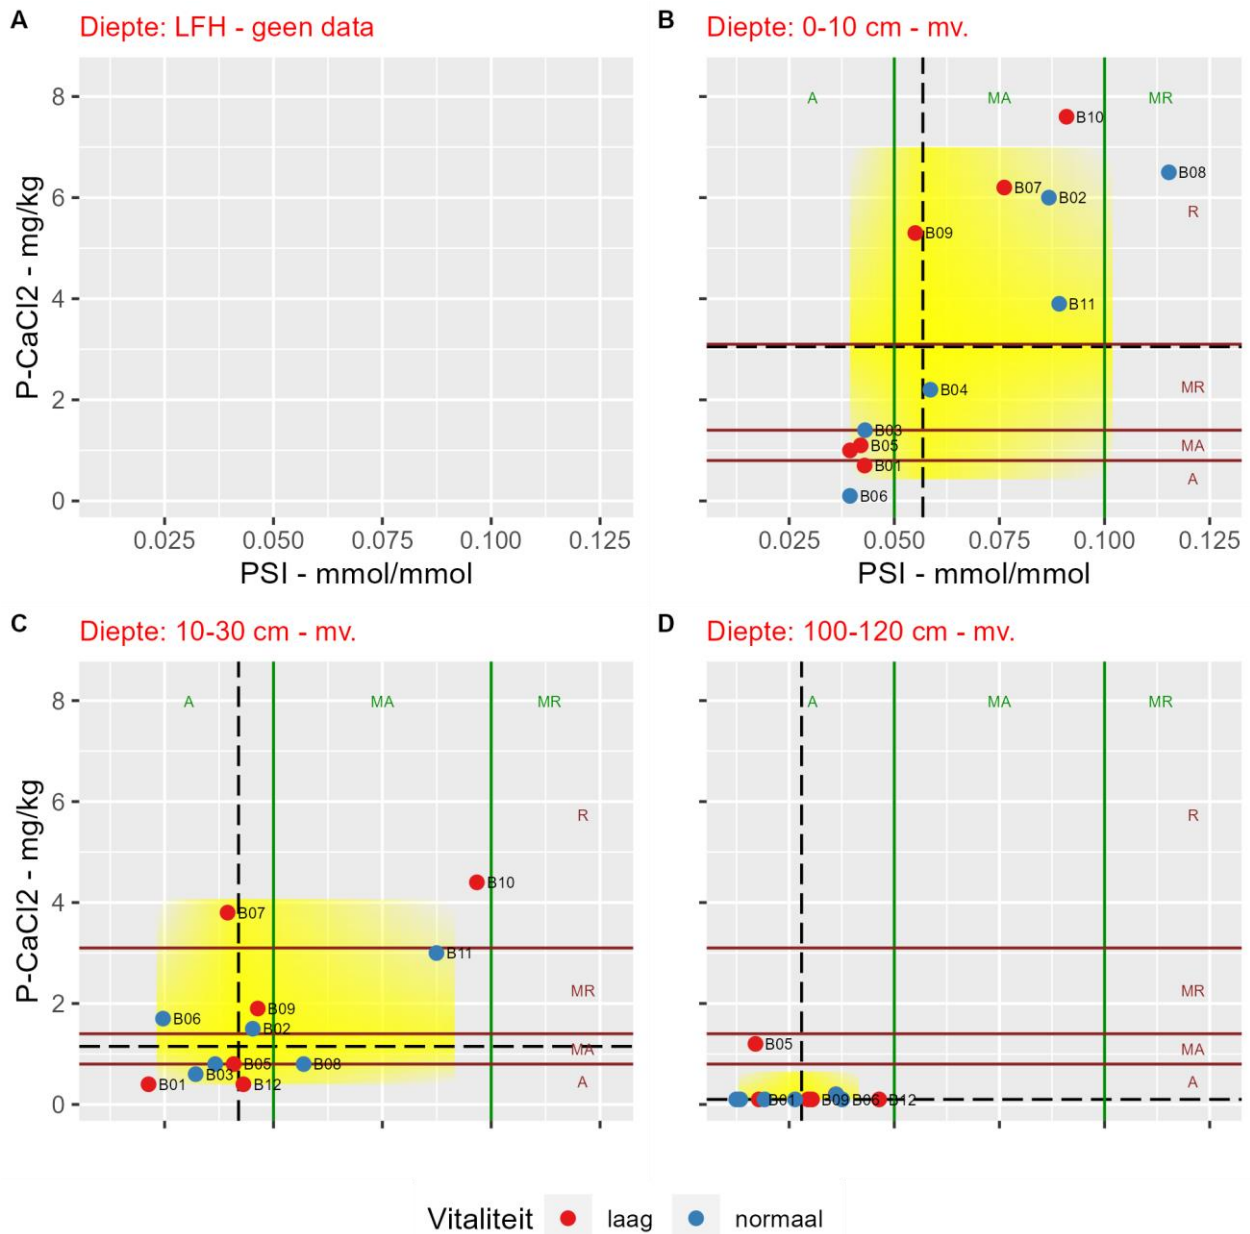 A
Diepte: LFH - geen data
P-CaCl2 - mg/kg
8
6
4
2
0
0.025 0.050 0.075 0.100 0.125
PSI - mmol/mmol
B
Diepte: 0-10 cm - mv.
A MA MR
B10
B08
B07
B02
R
B09
B11
B04
MR
B03
B05
MA
B01
A
B06
0.025 0.050 0.075 0.100 0.125
PSI - mmol/mmol
C
Diepte: 10-30 cm - mv.
P-CaCl2 - mg/kg
8
6
4
2
0
A MA MR
R
B10
B07
B11
MR
B09
B06
B02
MA
B05
B08
B03
A
B01
B12
D
Diepte: 100-120 cm - mv.
A MA MR
R
MR
B05
MA
A
B01 B09 B06 B12
Vitaliteit laag normaal